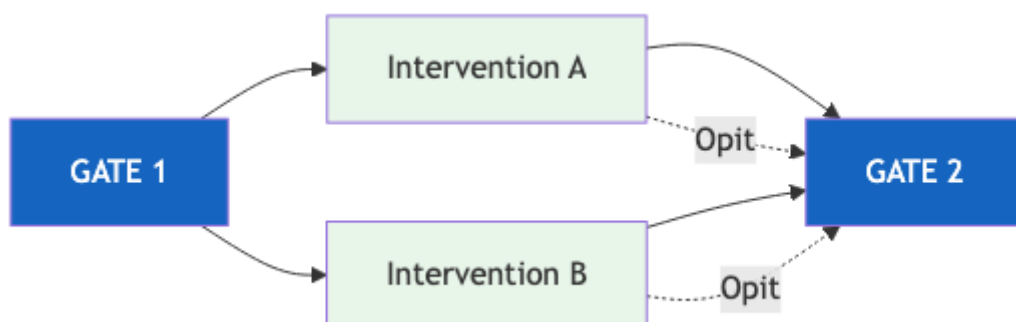 Intervention A
GATE 1
Opit
GATE 2
Intervention B
Opit